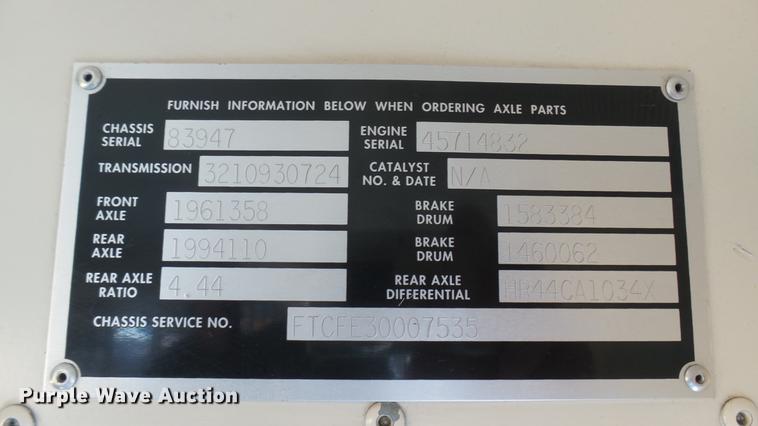 FURNISH INFORMATION BELOW WHEN ORDERING AXLE PARTS
CHASSIS SERIAL 83947 ENGINE SERIAL 45714832
TRANSMISSION 3210930724 CATALYST NO. & DATE N/A
FRONT AXLE 1961358 BRAKE DRUM 1583384
REAR AXLE 1994110 BRAKE DRUM 1460062
REAR AXLE RATIO 4.44 REAR AXLE DIFFERENTIAL HR44CA1034X
CHASSIS SERVICE NO. FTCFE30007535
Purple Wave Auction